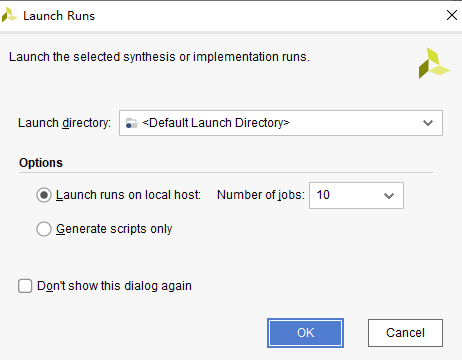 Launch Runs
Launch the selected synthesis or implementation runs.
Launch directory: <Default Launch Directory>
Options
Launch runs on local host: Number of jobs: 10
Generate scripts only
Don't show this dialog again
OK Cancel